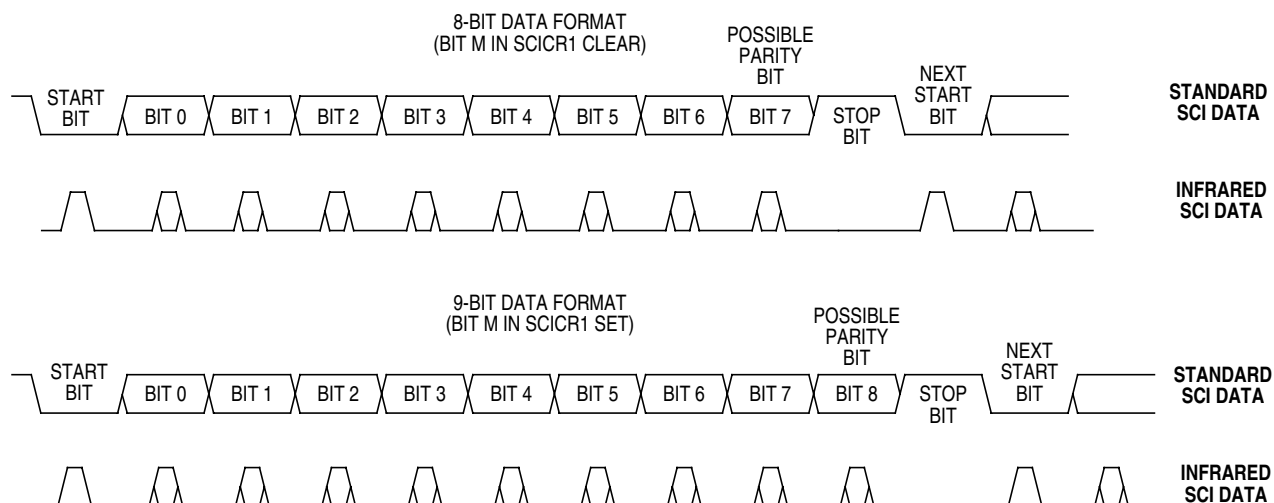 8-BIT DATA FORMAT
(BIT M IN SCICR1 CLEAR)
POSSIBLE
PARITY
BIT
START
BIT
BIT 0
BIT 1
BIT 2
BIT 3
BIT 4
BIT 5
BIT 6
BIT 7
STOP
BIT
NEXT
START
BIT
STANDARD
SCI DATA
INFRARED
SCI DATA
9-BIT DATA FORMAT
(BIT M IN SCICR1 SET)
POSSIBLE
PARITY
BIT
START
BIT
BIT 0
BIT 1
BIT 2
BIT 3
BIT 4
BIT 5
BIT 6
BIT 7
BIT 8
STOP
BIT
NEXT
START
BIT
STANDARD
SCI DATA
INFRARED
SCI DATA